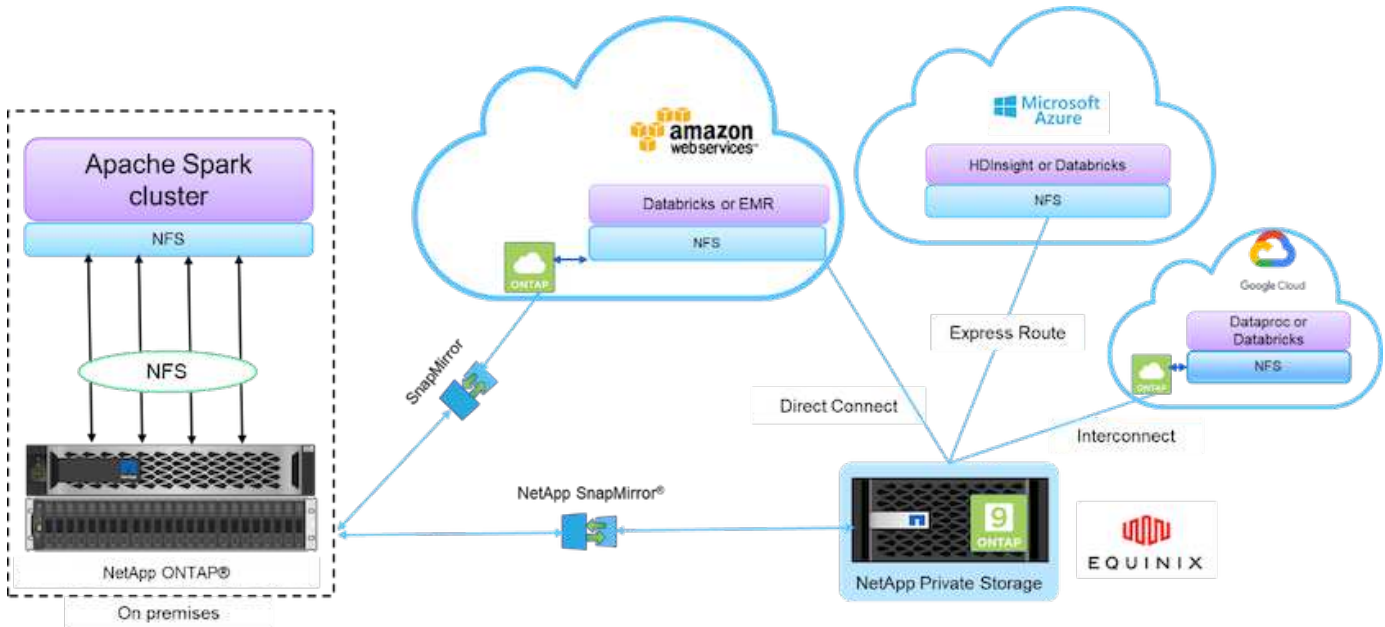 Apache Spark
cluster
NFS
NFS
NetApp ONTAP®
On premises
amazon
webservices™
Databricks or EMR
NFS
ONTAP
SnapMirror
NetApp SnapMirror®
Microsoft
Azure
HDInsight or Databricks
NFS
Google Cloud
Dataproc or
Databricks
NFS
ONTAP
Express Route
Direct Connect
Interconnect
9
ONTAP
NetApp Private Storage
EQUINIX